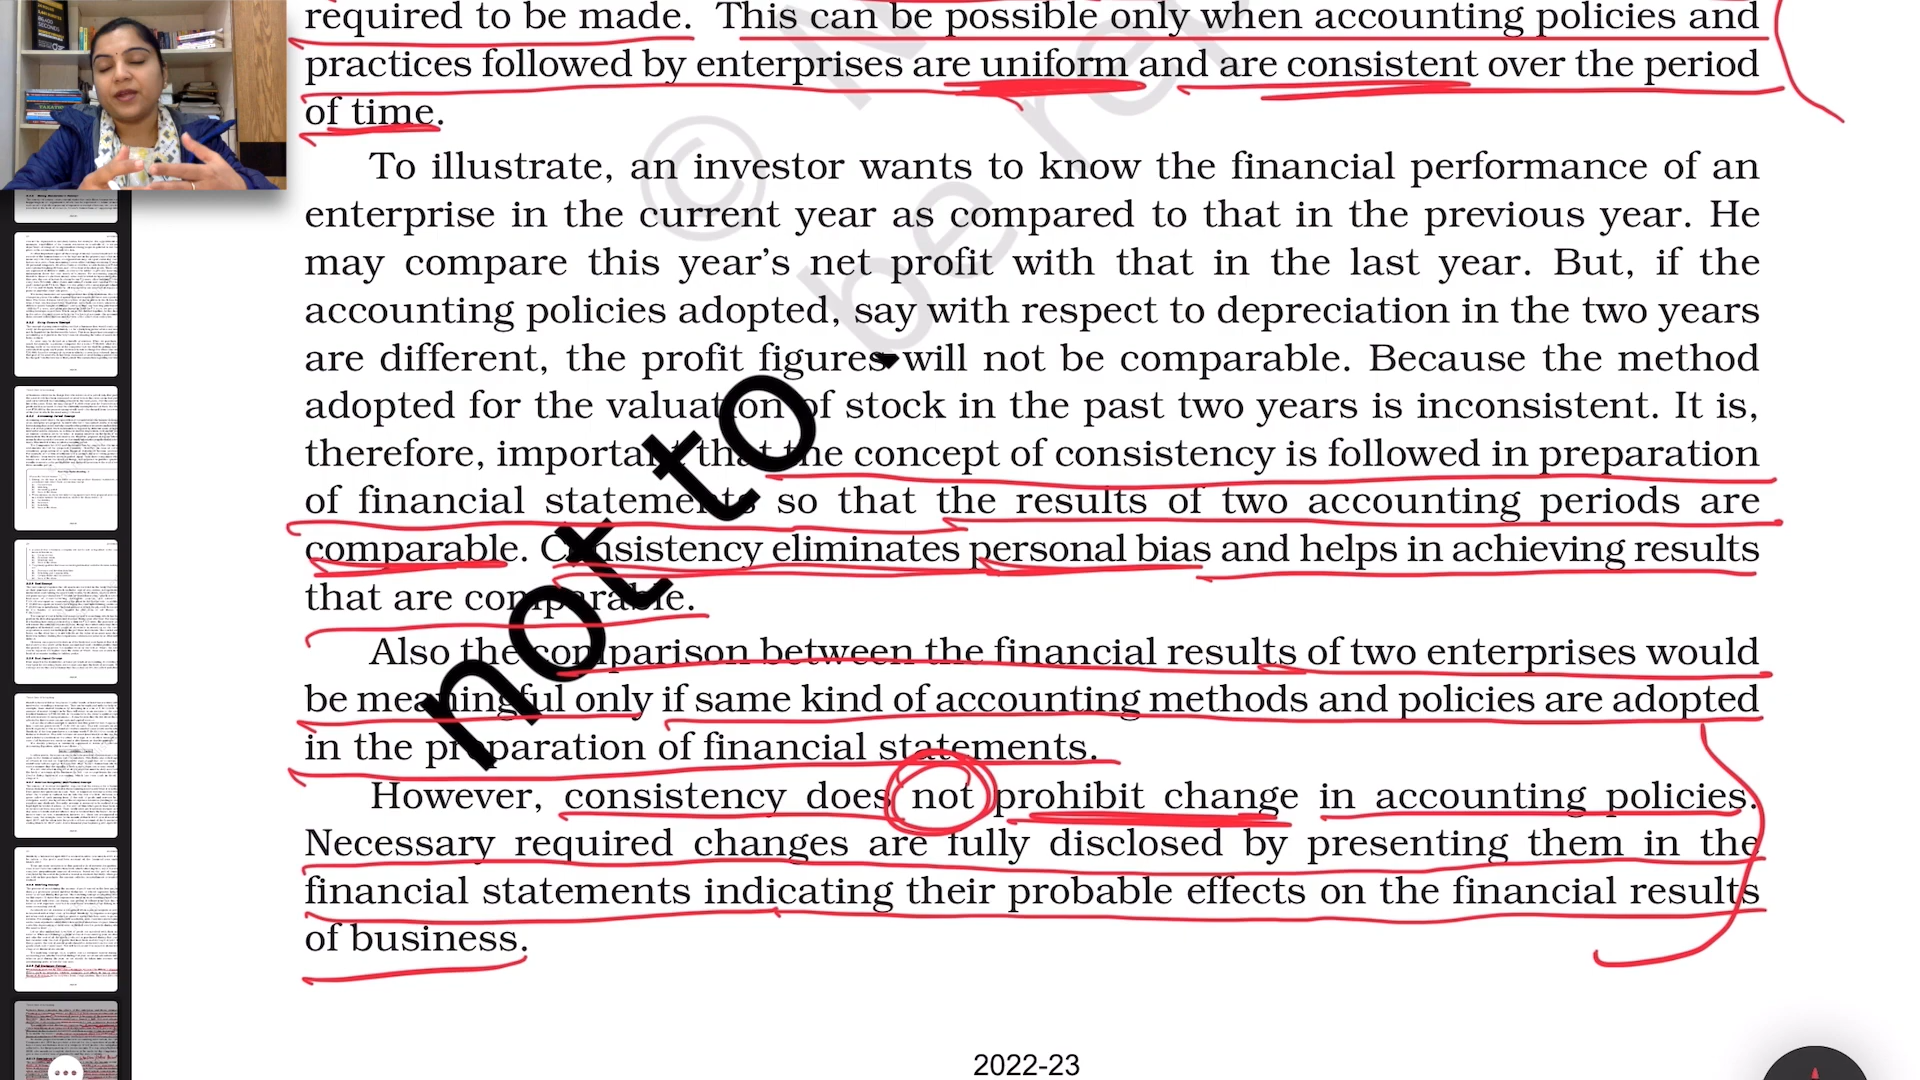 required to be made. This can be possible only when accounting policies and
practices followed by enterprises are uniform and are consistent over the period
of time.
To illustrate, an investor wants to know the financial performance of an
enterprise in the current year as compared to that in the previous year. He
may compare this year’s net profit with that in the last year. But, if the
accounting policies adopted, say with respect to depreciation in the two years
are different, the profit figures will not be comparable. Because the method
adopted for the valuation of stock in the past two years is inconsistent. It is,
therefore, important that the concept of consistency is followed in preparation
of financial statements so that the results of two accounting periods are
comparable. Consistency eliminates personal bias and helps in achieving results
that are comparable.
Also the comparison between the financial results of two enterprises would
be meaningful only if same kind of accounting methods and policies are adopted
in the preparation of financial statements.
However, consistency does not prohibit change in accounting policies.
Necessary required changes are fully disclosed by presenting them in the
financial statements indicating their probable effects on the financial results
of business.
not to
©
be
2022-23